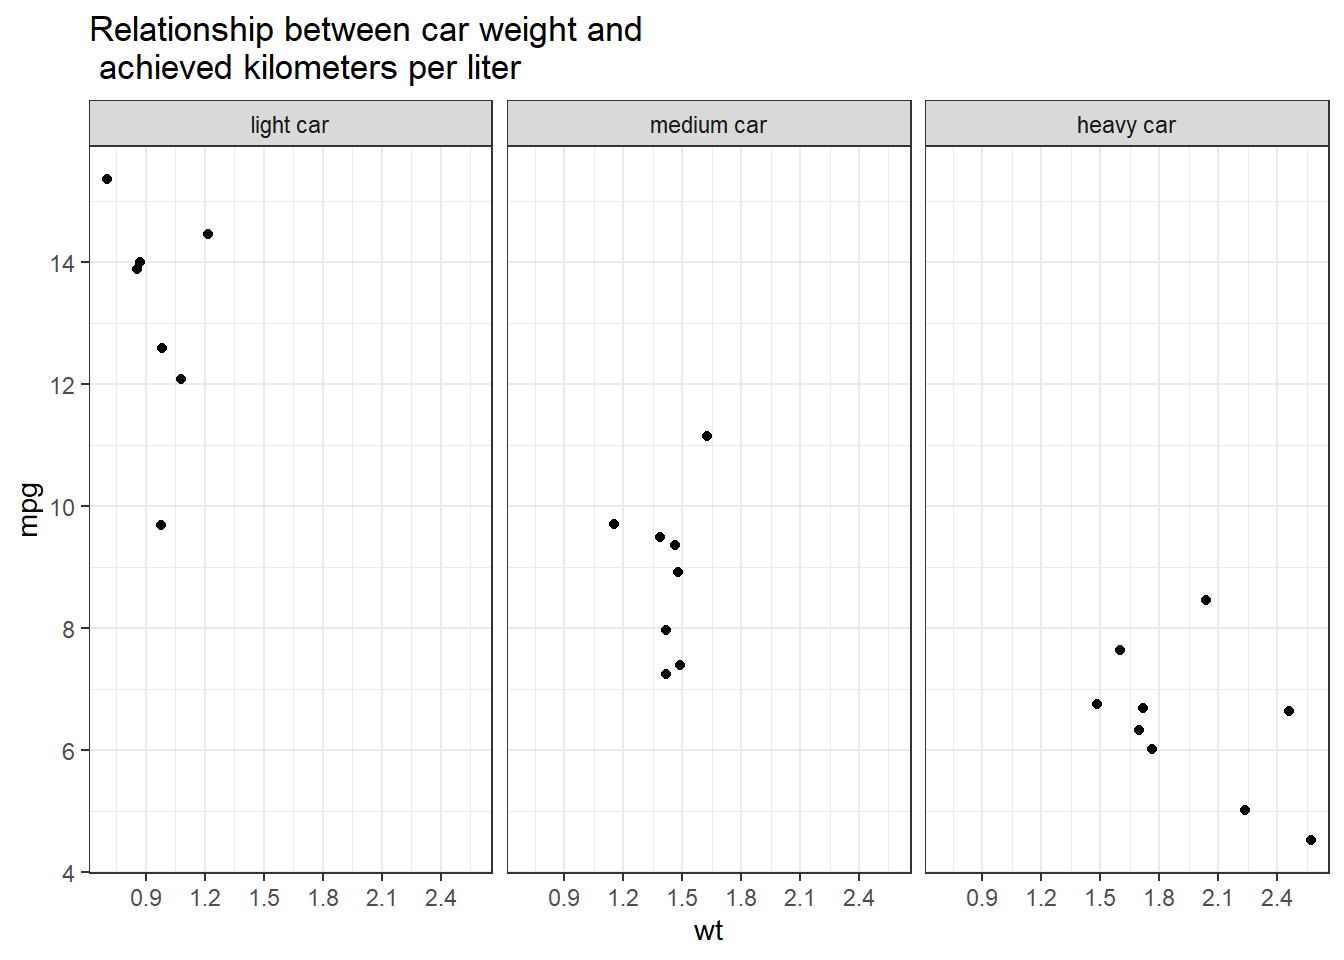 Relationship between car weight and
achieved kilometers per liter
light car
medium car
heavy car
14
12
10
8
6
4
mpg
0.9 1.2 1.5 1.8 2.1 2.4
0.9 1.2 1.5 1.8 2.1 2.4
0.9 1.2 1.5 1.8 2.1 2.4
wt